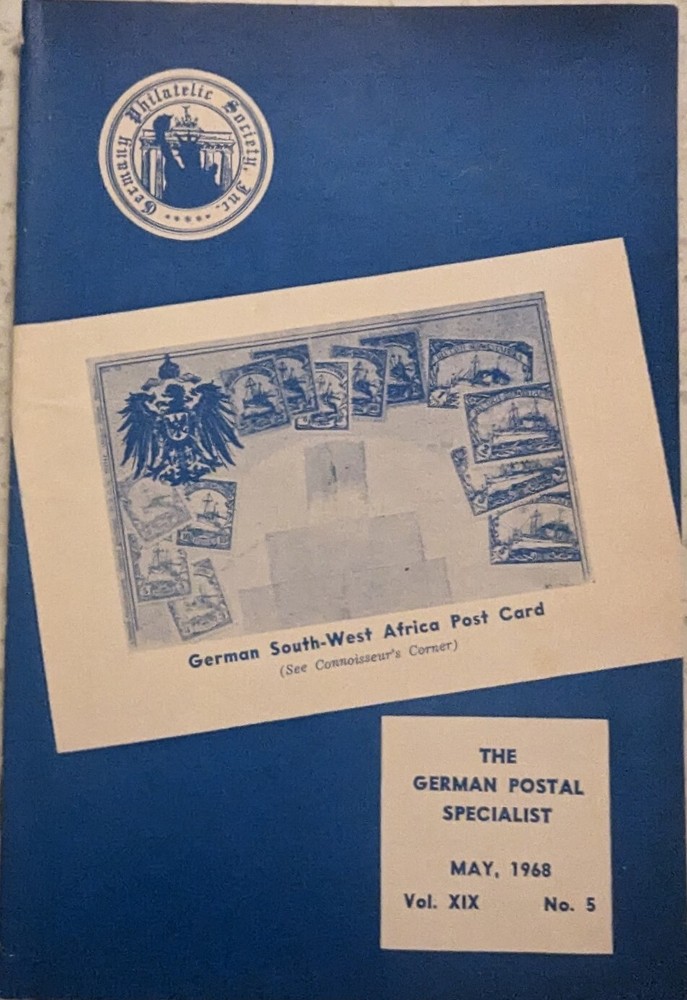 Germany Philatelic Society, Inc.
German South-West Africa Post Card
(See Connoisseur's Corner)
THE
GERMAN POSTAL
SPECIALIST
MAY, 1968
Vol. XIX No. 5